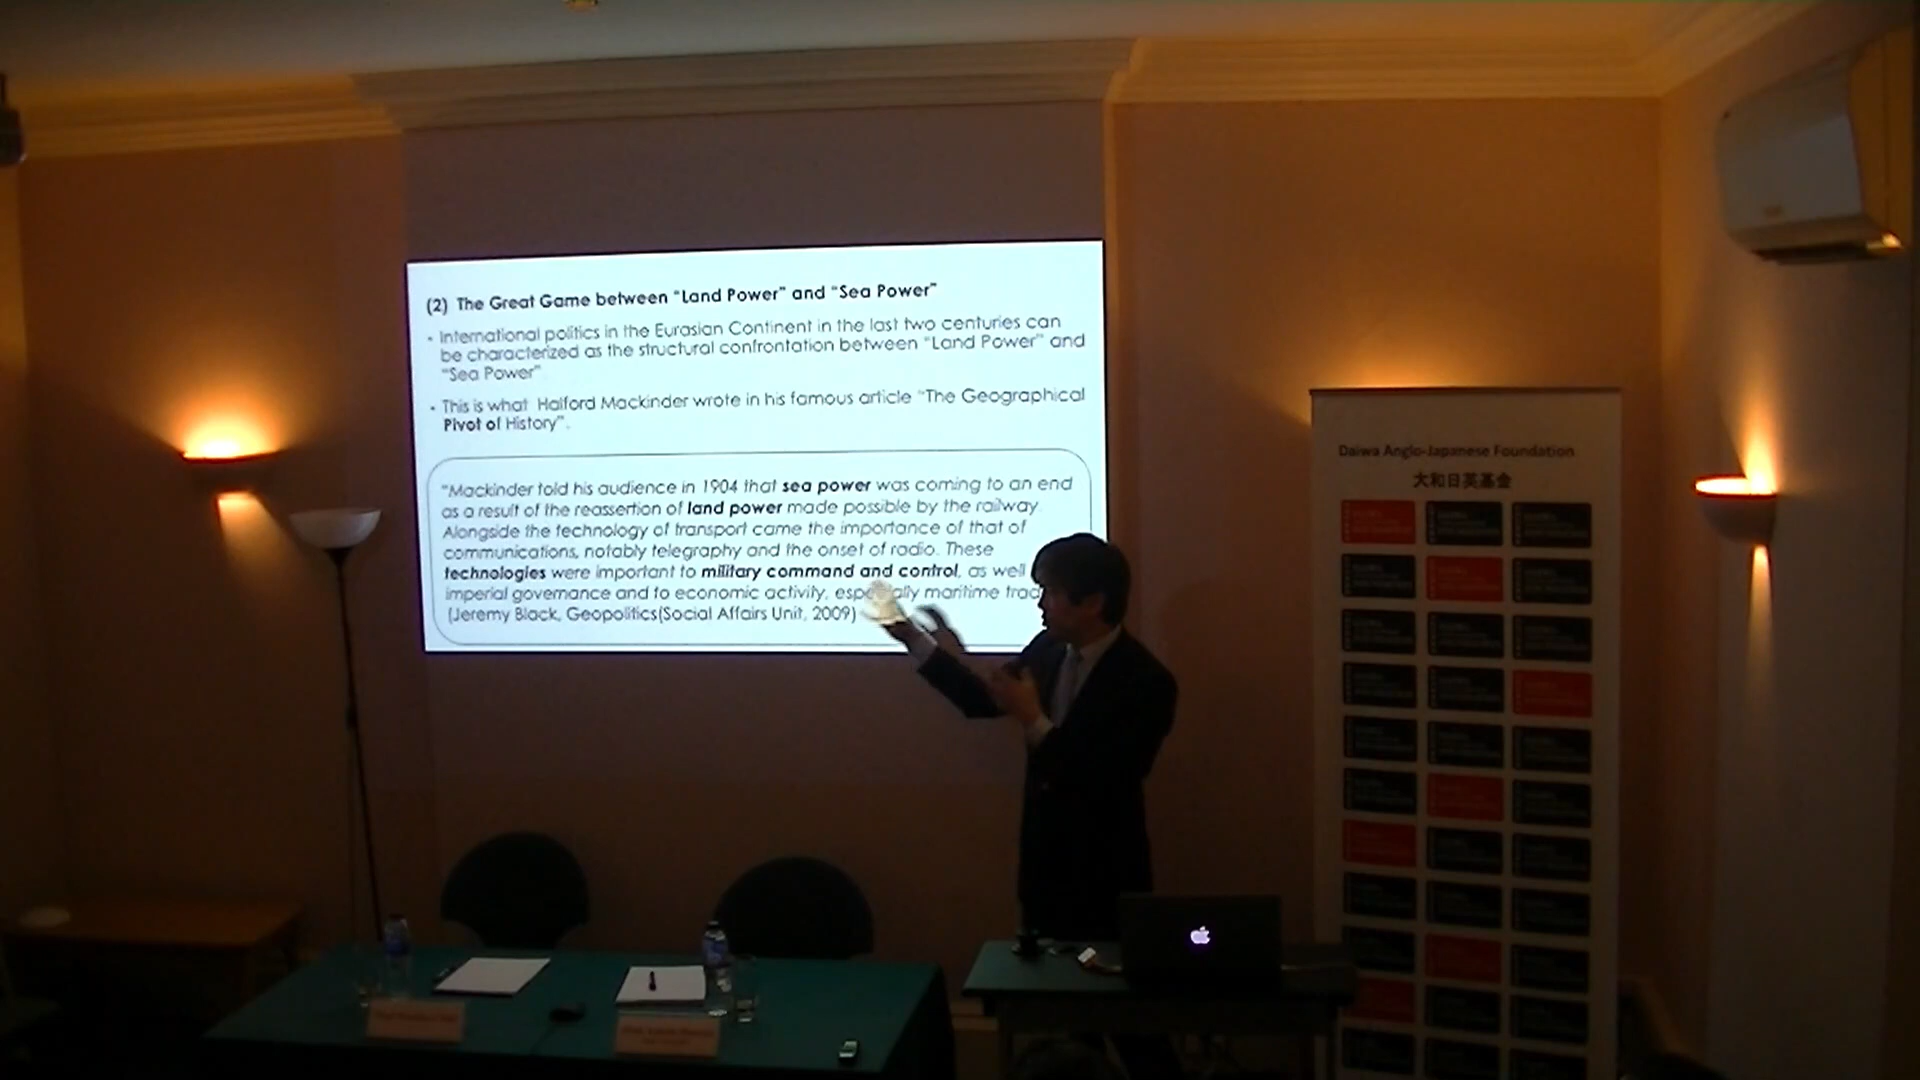 (2) The Great Game between “Land Power” and “Sea Power”
• International politics in the Eurasian Continent in the last two centuries can
be characterized as the structural confrontation between “Land Power” and
“Sea Power”
• This is what Halford Mackinder wrote in his famous article “The Geographical
Pivot of History”.
“Mackinder told his audience in 1904 that sea power was coming to an end
as a result of the reassertion of land power made possible by the railway
Alongside the technology of transport came the importance of that of
communications, notably telegraphy and the onset of radio. These
technologies were important to military command and control, as well
imperial governance and to economic activity, especially maritime trad
(Jeremy Black, Geopolitics(Social Affairs Unit, 2009)
Daiwa Anglo-Japanese Foundation
大和日英基金